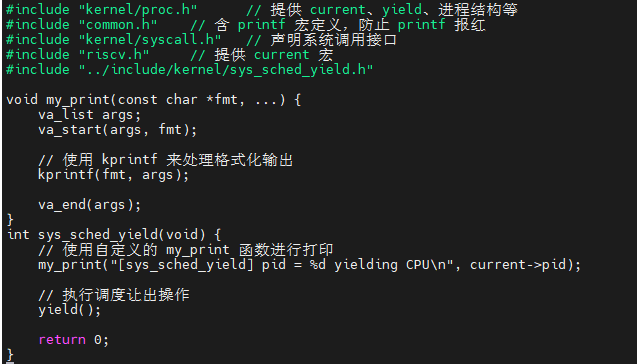 #include "kernel/proc.h"      // 提供 current、yield、进程结构等
#include "common.h"    // 含 printf 宏定义，防止 printf 报红
#include "kernel/syscall.h"   // 声明系统调用接口
#include "riscv.h"     // 提供 current 宏
#include "../include/kernel/sys_sched_yield.h"
void my_print(const char *fmt, ...) {
    va_list args;
    va_start(args, fmt);
    // 使用 kprintf 来处理格式化输出
    kprintf(fmt, args);
    va_end(args);
}
int sys_sched_yield(void) {
    // 使用自定义的 my_print 函数进行打印
    my_print("[sys_sched_yield] pid = %d yielding CPU\n", current->pid);
    // 执行调度让出操作
    yield();
    return 0;
}